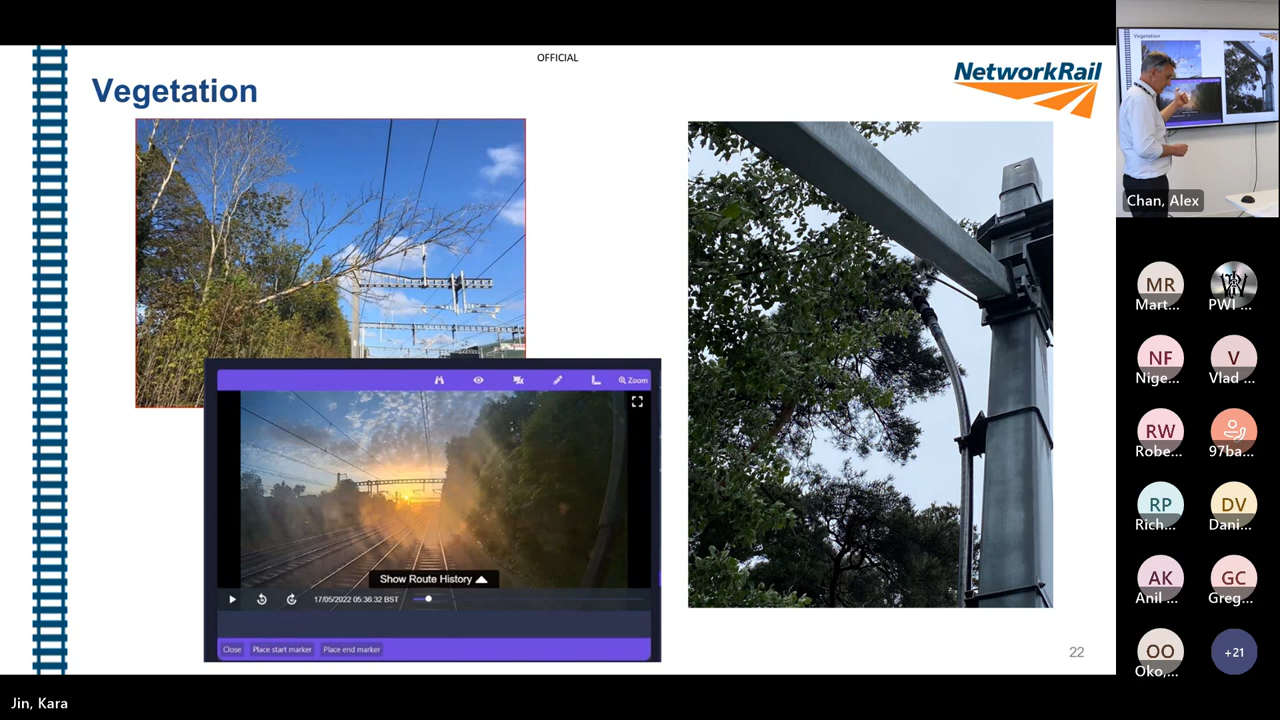 OFFICIAL
Vegetation
NetworkRail
Zoom
Show Route History
17/05/2022 05:36:32 BST
Close
Place start marker
Place end marker
22
Jin, Kara
Vegetation
Chan, Alex
MR
Mart...
PWI ...
NF
Nige...
V
Vlad ...
RW
Robe...
97ba...
RP
Rich...
DV
Dani...
AK
Anil ...
GC
Greg...
OO
Oko,...
+21